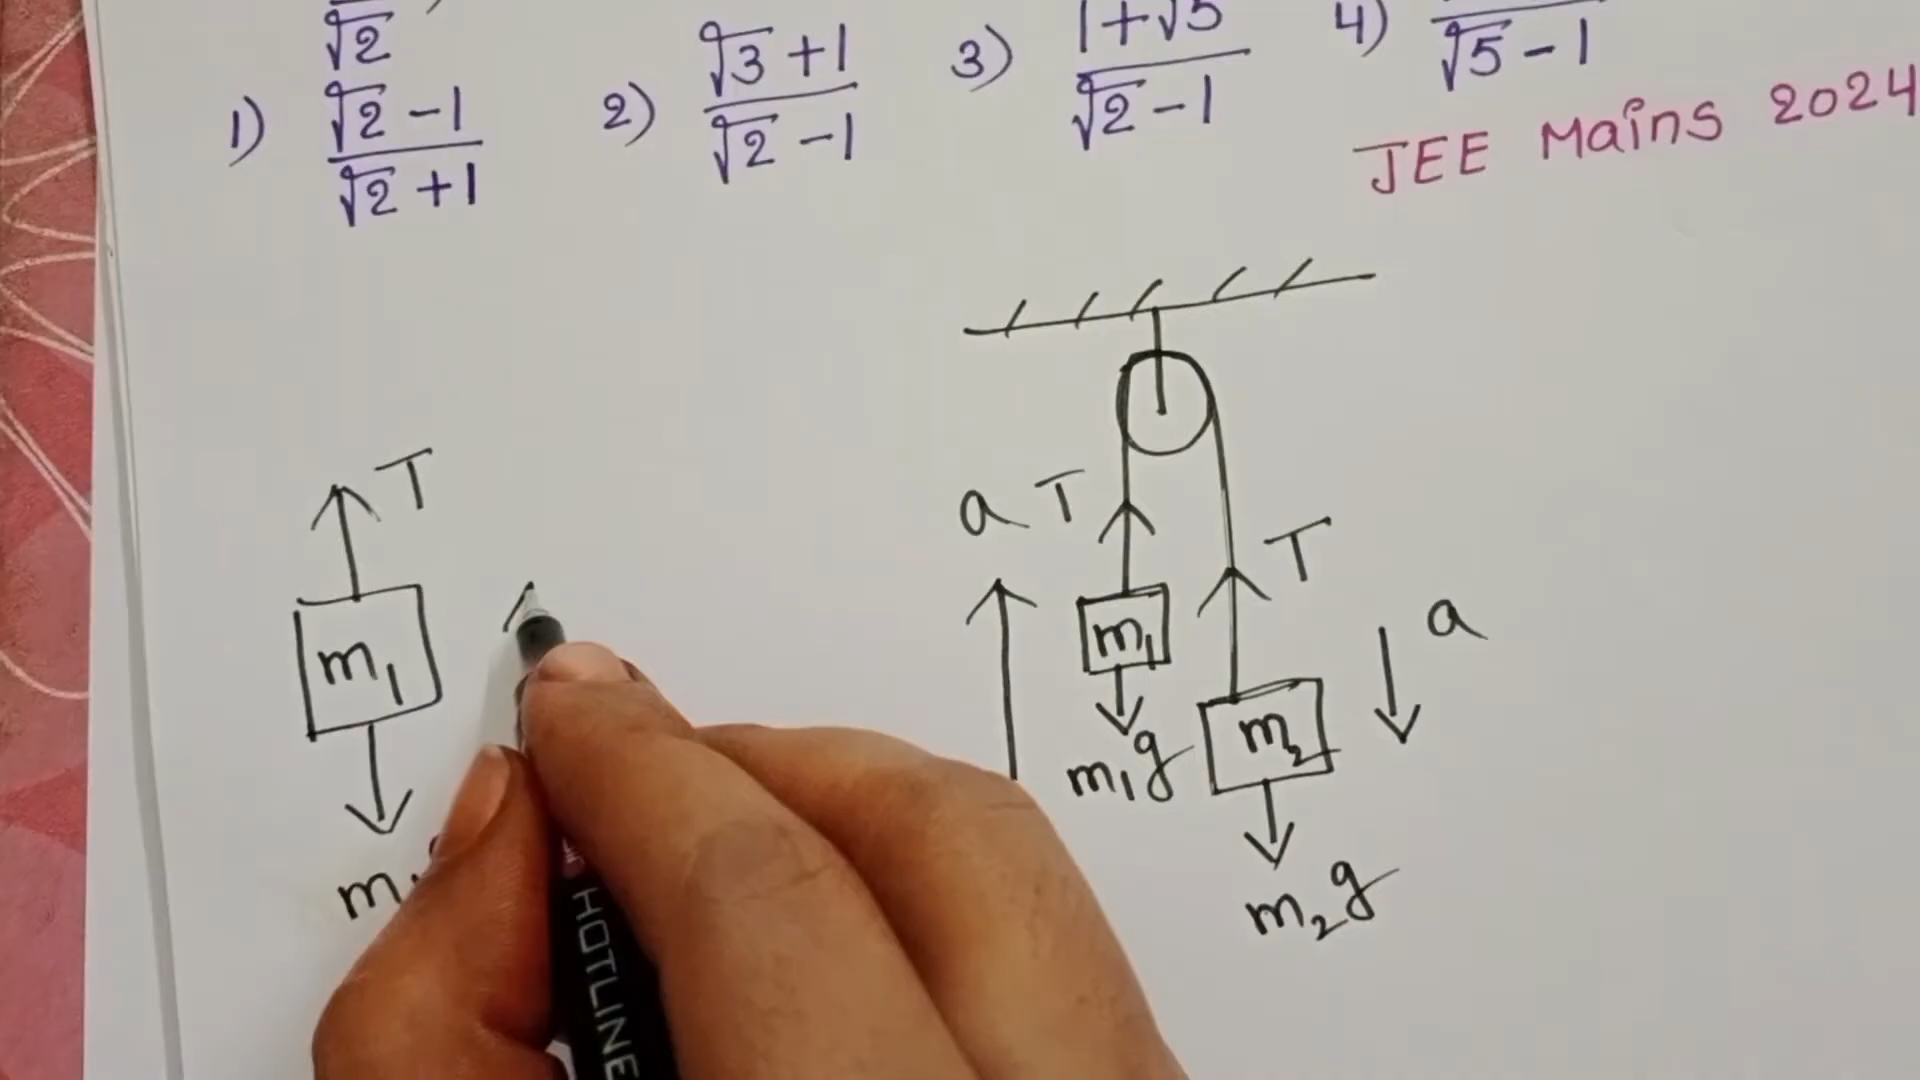 √2
1) (√2 - 1)/(√2 + 1) 2) (√3 + 1)/(√2 - 1) 3) (1 + √5)/(√2 - 1) 4) √5 - 1
JEE Mains 2024
T
a T
T
m₁
m₁
a
m₂
m₁g
m₂g
HOTLINE